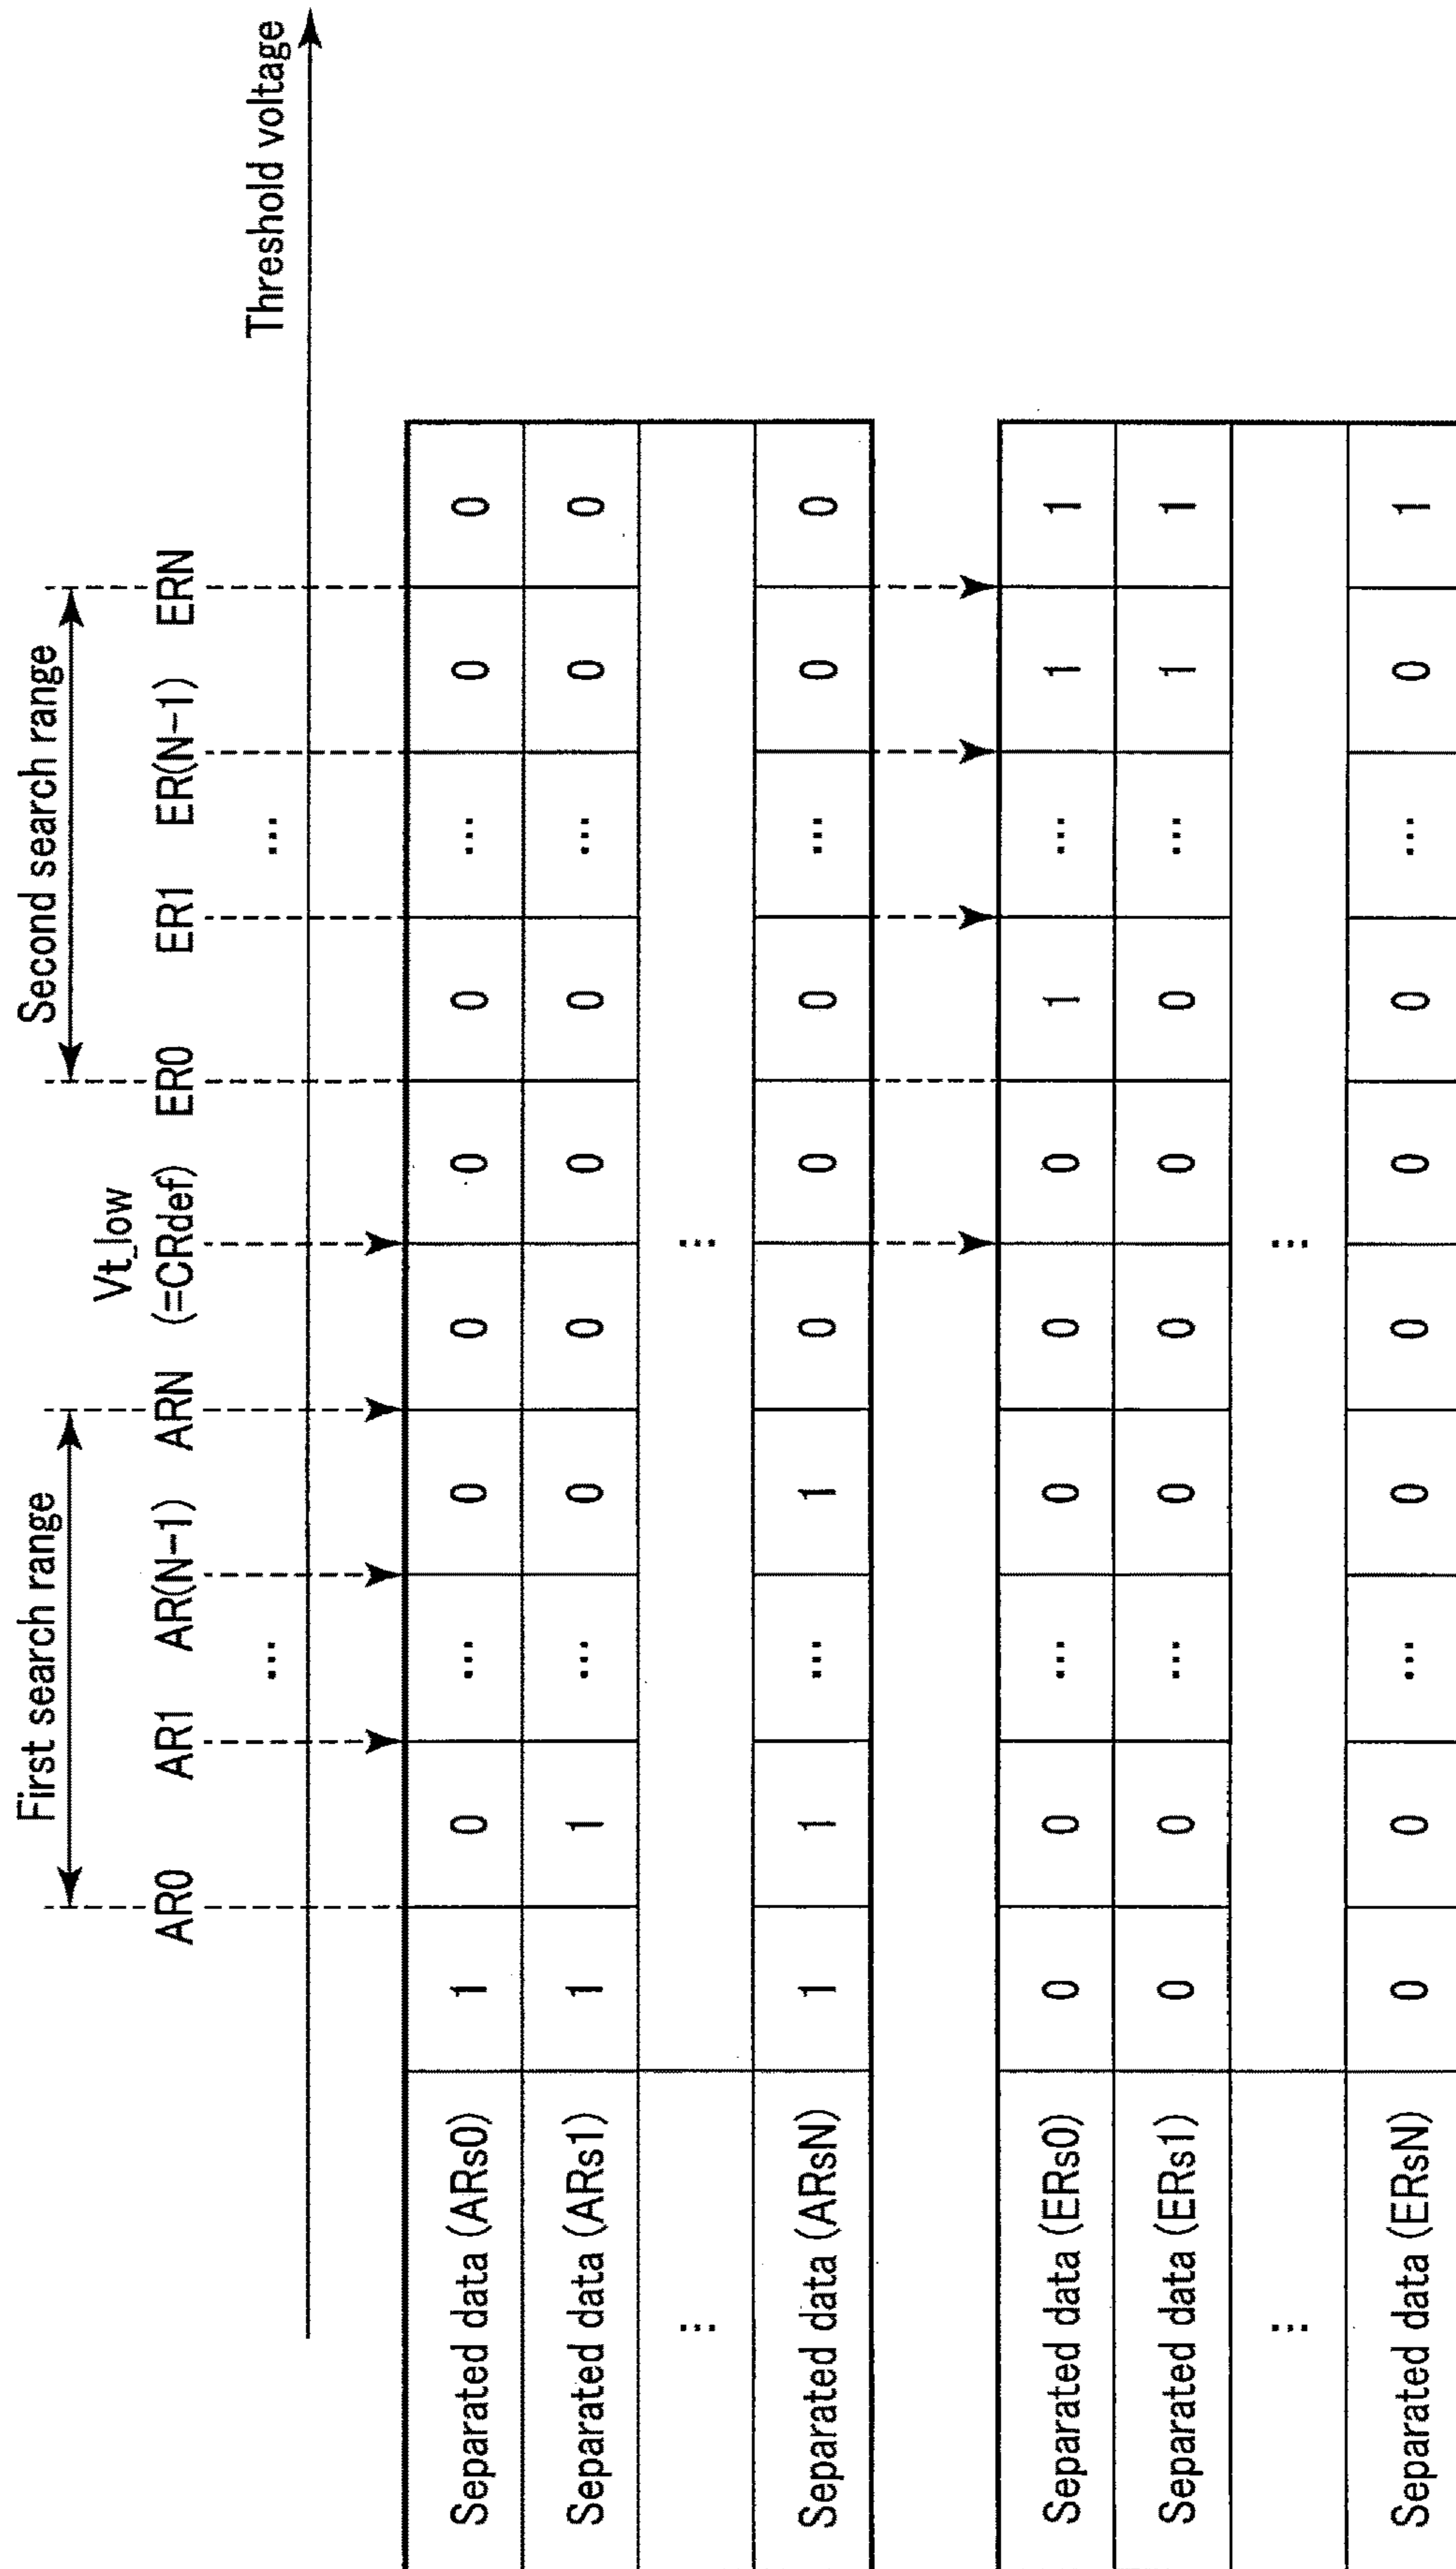 First search range Second search range
Vt_low
AR0 AR1 AR(N-1) ARN (=CRdef) ER0 ER1 ER(N-1) ERN
... ...
Threshold voltage
Separated data (ARs0) 1 0 ... 0 0 0 0 ... 0 0
Separated data (ARs1) 1 1 ... 0 0 0 0 ... 0 0
... ...
Separated data (ARsN) 1 1 ... 1 0 0 0 ... 0 0
Separated data (ERs0) 0 0 ... 0 0 0 1 ... 1 1
Separated data (ERs1) 0 0 ... 0 0 0 0 ... 1 1
... ...
Separated data (ERsN) 0 0 ... 0 0 0 0 ... 0 1